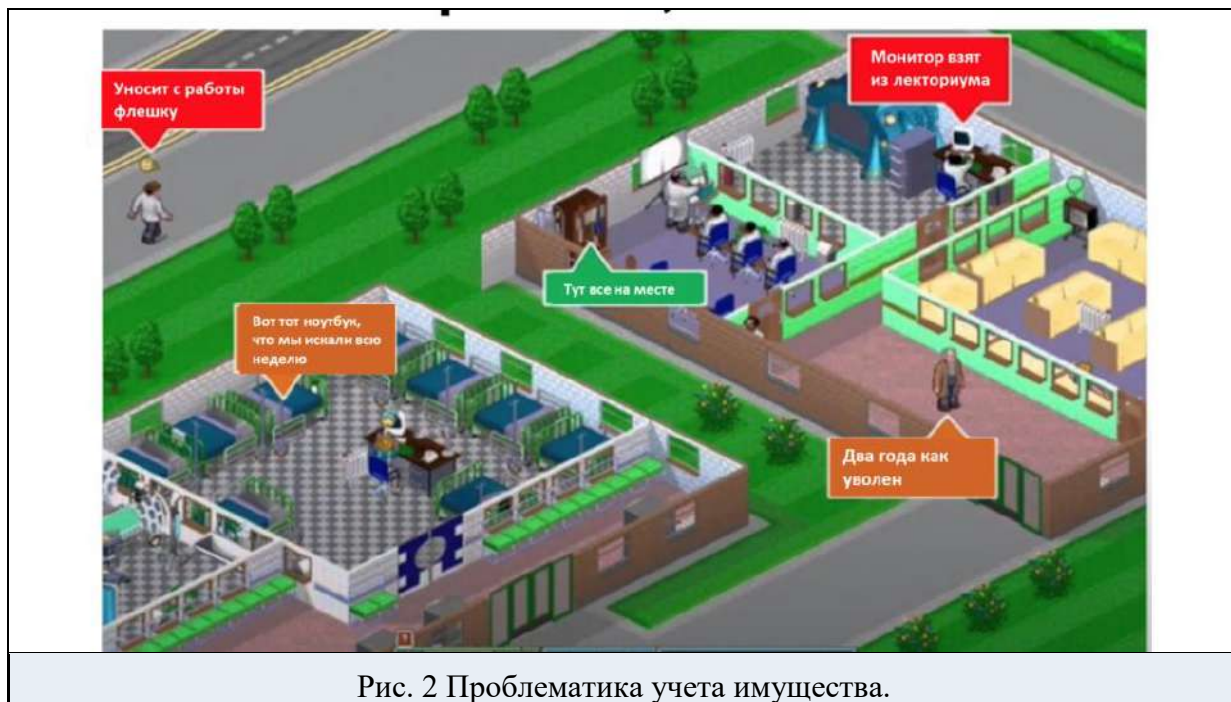 Уносит с работы
флешку
Монитор взят
из лекториума
Тут все на месте
Вот тот ноутбук,
что мы искали всю
неделю
Два года как
уволен
Рис. 2 Проблематика учета имущества.